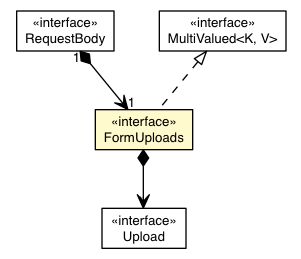 «interface»
RequestBody
«interface»
MultiValued<K, V>
1
1
«interface»
FormUploads
«interface»
Upload